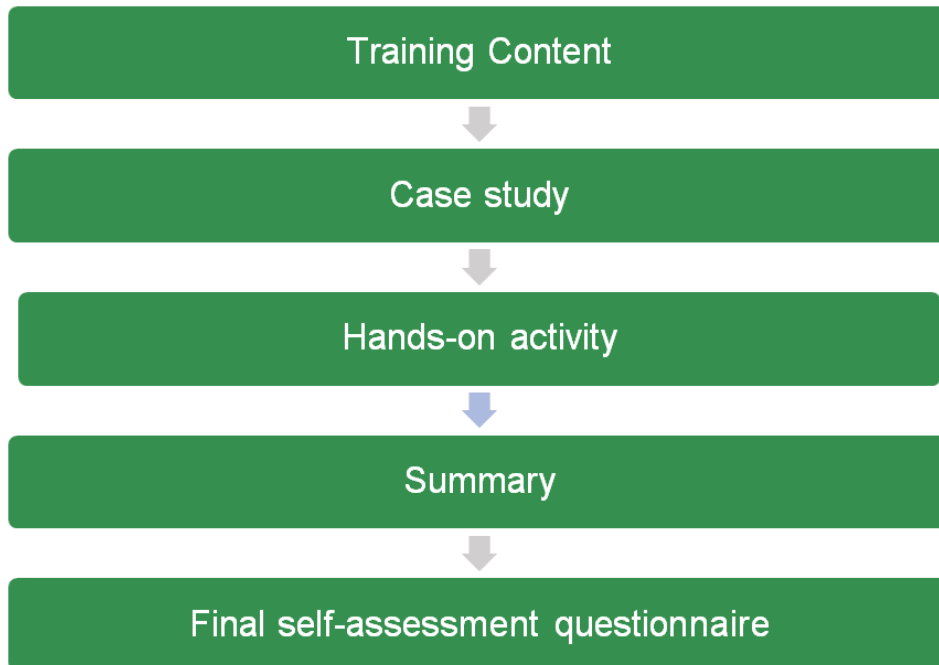 Training Content
Case study
Hands-on activity
Summary
Final self-assessment questionnaire